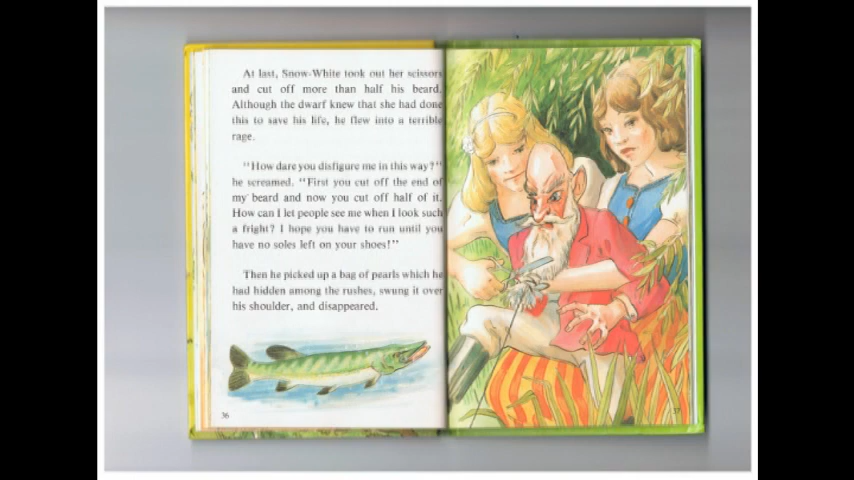 At last, Snow-White took out her scissors
and cut off more than half his beard.
Although the dwarf knew that she had done
this to save his life, he flew into a terrible
rage.
"How dare you disfigure me in this way?"
he screamed. "First you cut off the end of
my beard and now you cut off half of it.
How can I let people see me when I look such
a fright? I hope you have to run until you
have no soles left on your shoes!"
Then he picked up a bag of pearls which he
had hidden among the rushes, swung it over
his shoulder, and disappeared.
36
37